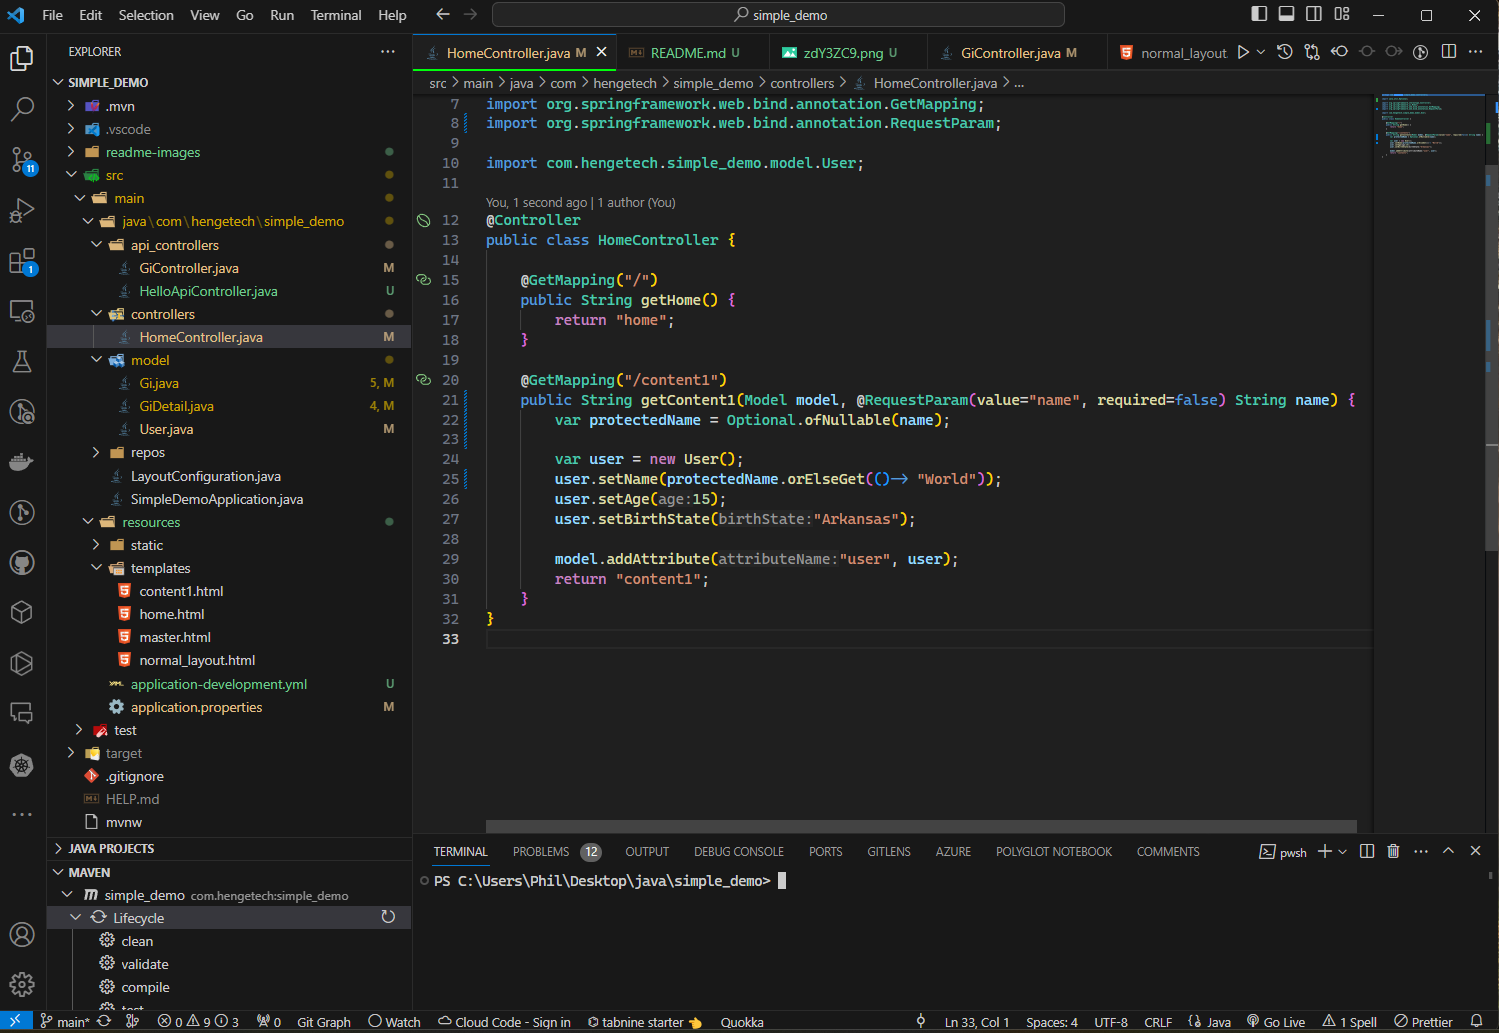 File Edit Selection View Go Run Terminal Help
simple_demo
EXPLORER
SIMPLE_DEMO
.mvn
.vscode
readme-images
src
main
java\com\hengetech\simple_demo
api_controllers
GiController.java M
HelloApiController.java U
controllers
HomeController.java M
model
Gi.java 5, M
GiDetail.java 4, M
User.java M
repos
LayoutConfiguration.java
SimpleDemoApplication.java
resources
static
templates
content1.html
home.html
master.html
normal_layout.html
application-development.yml U
application.properties M
test
target
.gitignore
HELP.md
mvnw
JAVA PROJECTS
MAVEN
simple_demo com.hengetech:simple_demo
Lifecycle
clean
validate
compile
test
11
1
HomeController.java M
README.md U
zdY3ZC9.png U
GiController.java M
normal_layout
src > main > java > com > hengetech > simple_demo > controllers > HomeController.java > ...
7 import org.springframework.web.bind.annotation.GetMapping;
8 import org.springframework.web.bind.annotation.RequestParam;
9
10 import com.hengetech.simple_demo.model.User;
11
You, 1 second ago | 1 author (You)
12 @Controller
13 public class HomeController {
14
15 @GetMapping("/")
16 public String getHome() {
17 return "home";
18 }
19
20 @GetMapping("/content1")
21 public String getContent1(Model model, @RequestParam(value="name", required=false) String name) {
22 var protectedName = Optional.ofNullable(name);
23
24 var user = new User();
25 user.setName(protectedName.orElseGet(()-> "World"));
26 user.setAge(age:15);
27 user.setBirthState(birthState:"Arkansas");
28
29 model.addAttribute(attributeName:"user", user);
30 return "content1";
31 }
32 }
33
TERMINAL PROBLEMS 12 OUTPUT DEBUG CONSOLE PORTS GITLENS AZURE POLYGLOT NOTEBOOK COMMENTS
pwsh
PS C:\Users\Phil\Desktop\java\simple_demo>
main* 0 9 3 0 Git Graph Watch Cloud Code - Sign in tabnine starter Quokka Ln 33, Col 1 Spaces: 4 UTF-8 CRLF Java Go Live 1 Spell Prettier